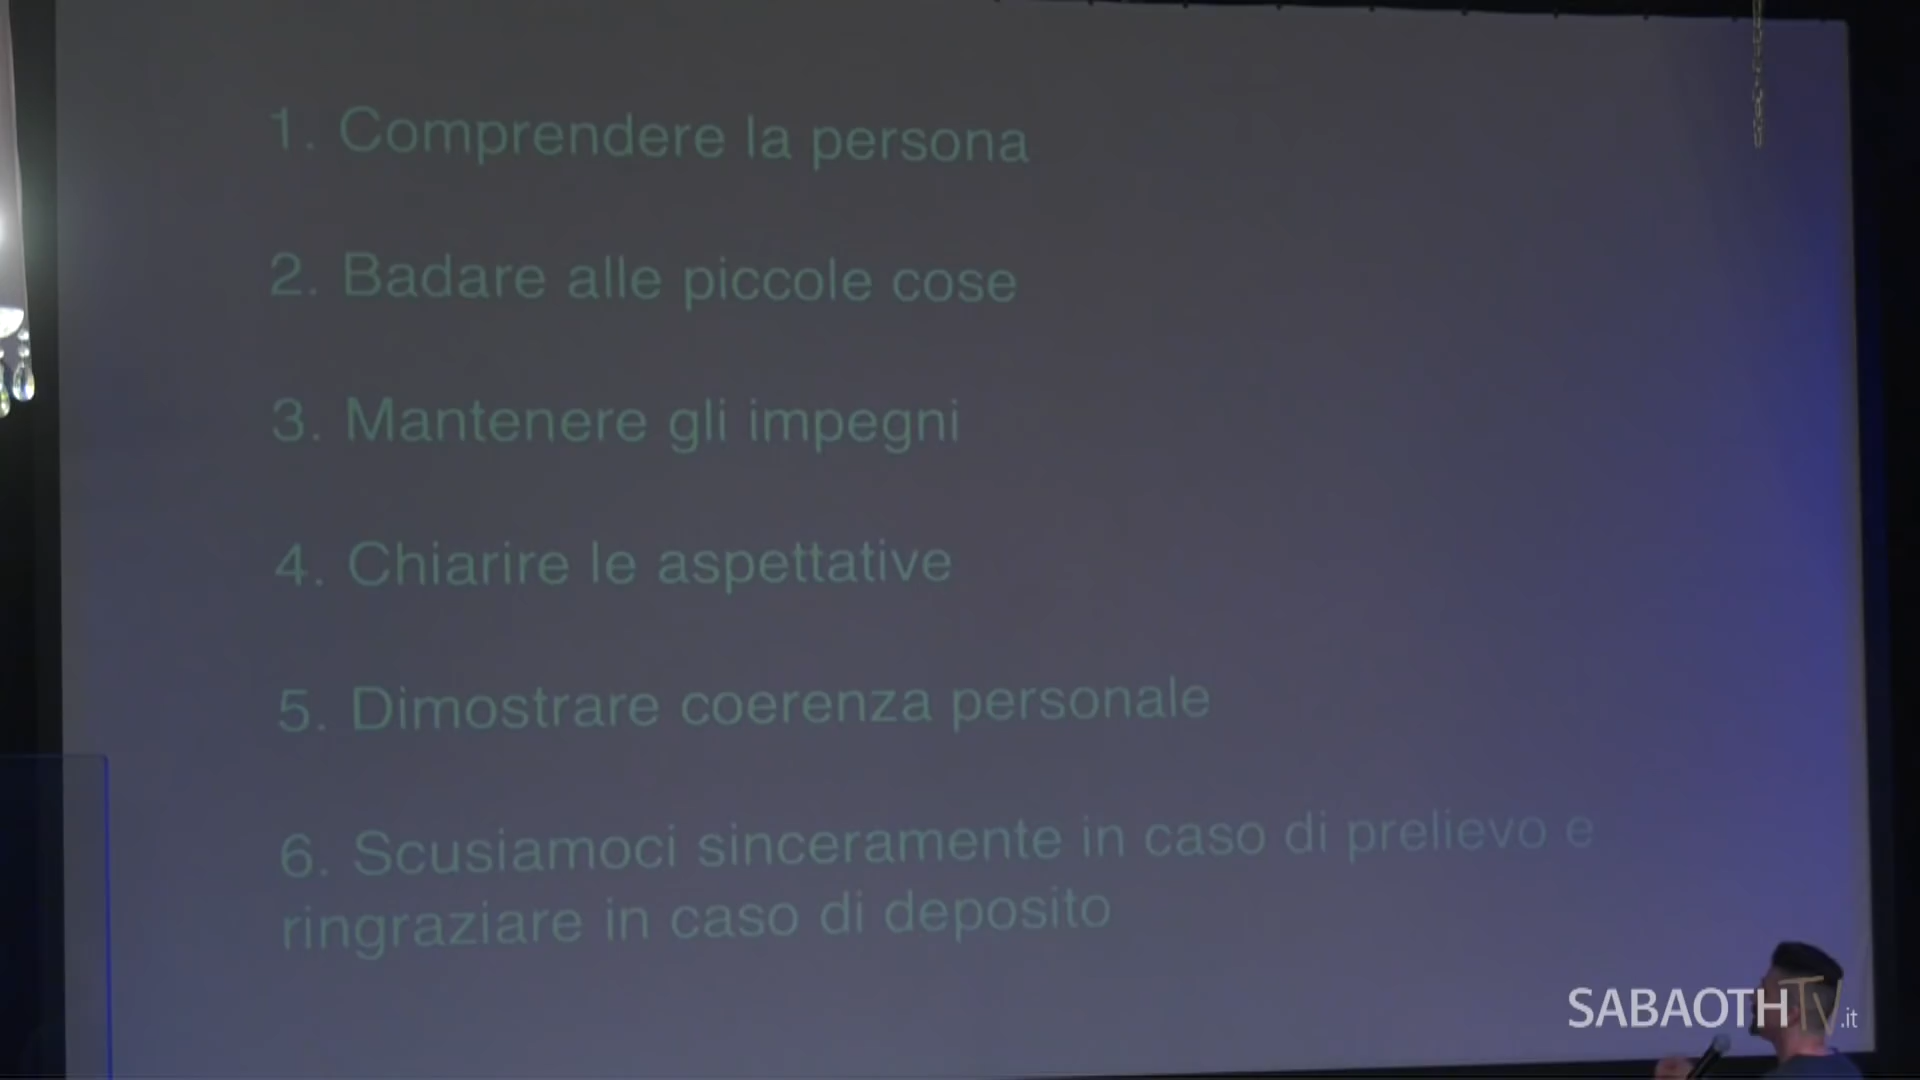 1. Comprendere la persona
2. Badare alle piccole cose
3. Mantenere gli impegni
4. Chiarire le aspettative
5. Dimostrare coerenza personale
6. Scusiamoci sinceramente in caso di prelievo e
ringraziare in caso di deposito
SABAOTHTV.it